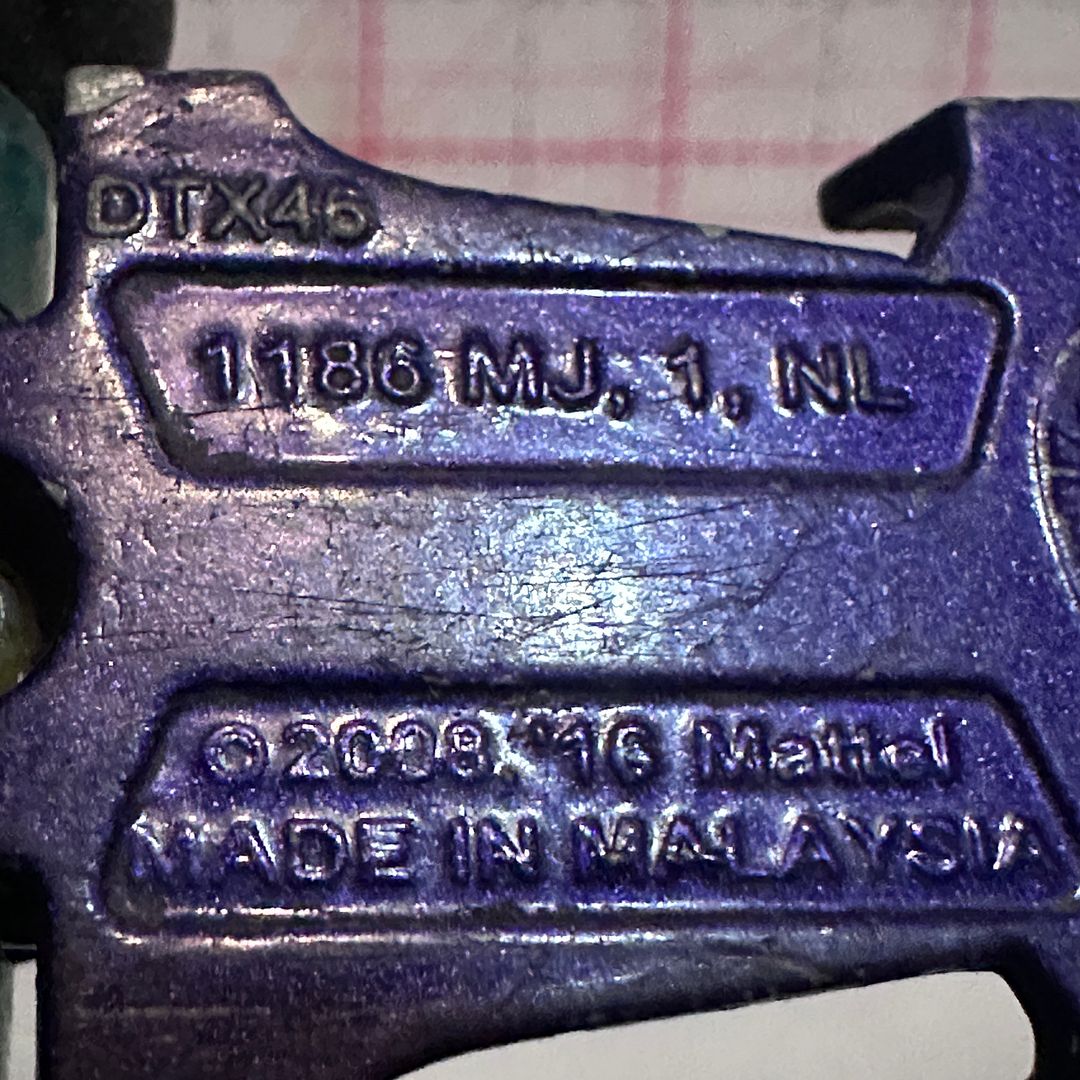 DTX46
1186 MJ, 1, NL
©2008, '16 Mattel
MADE IN MALAYSIA